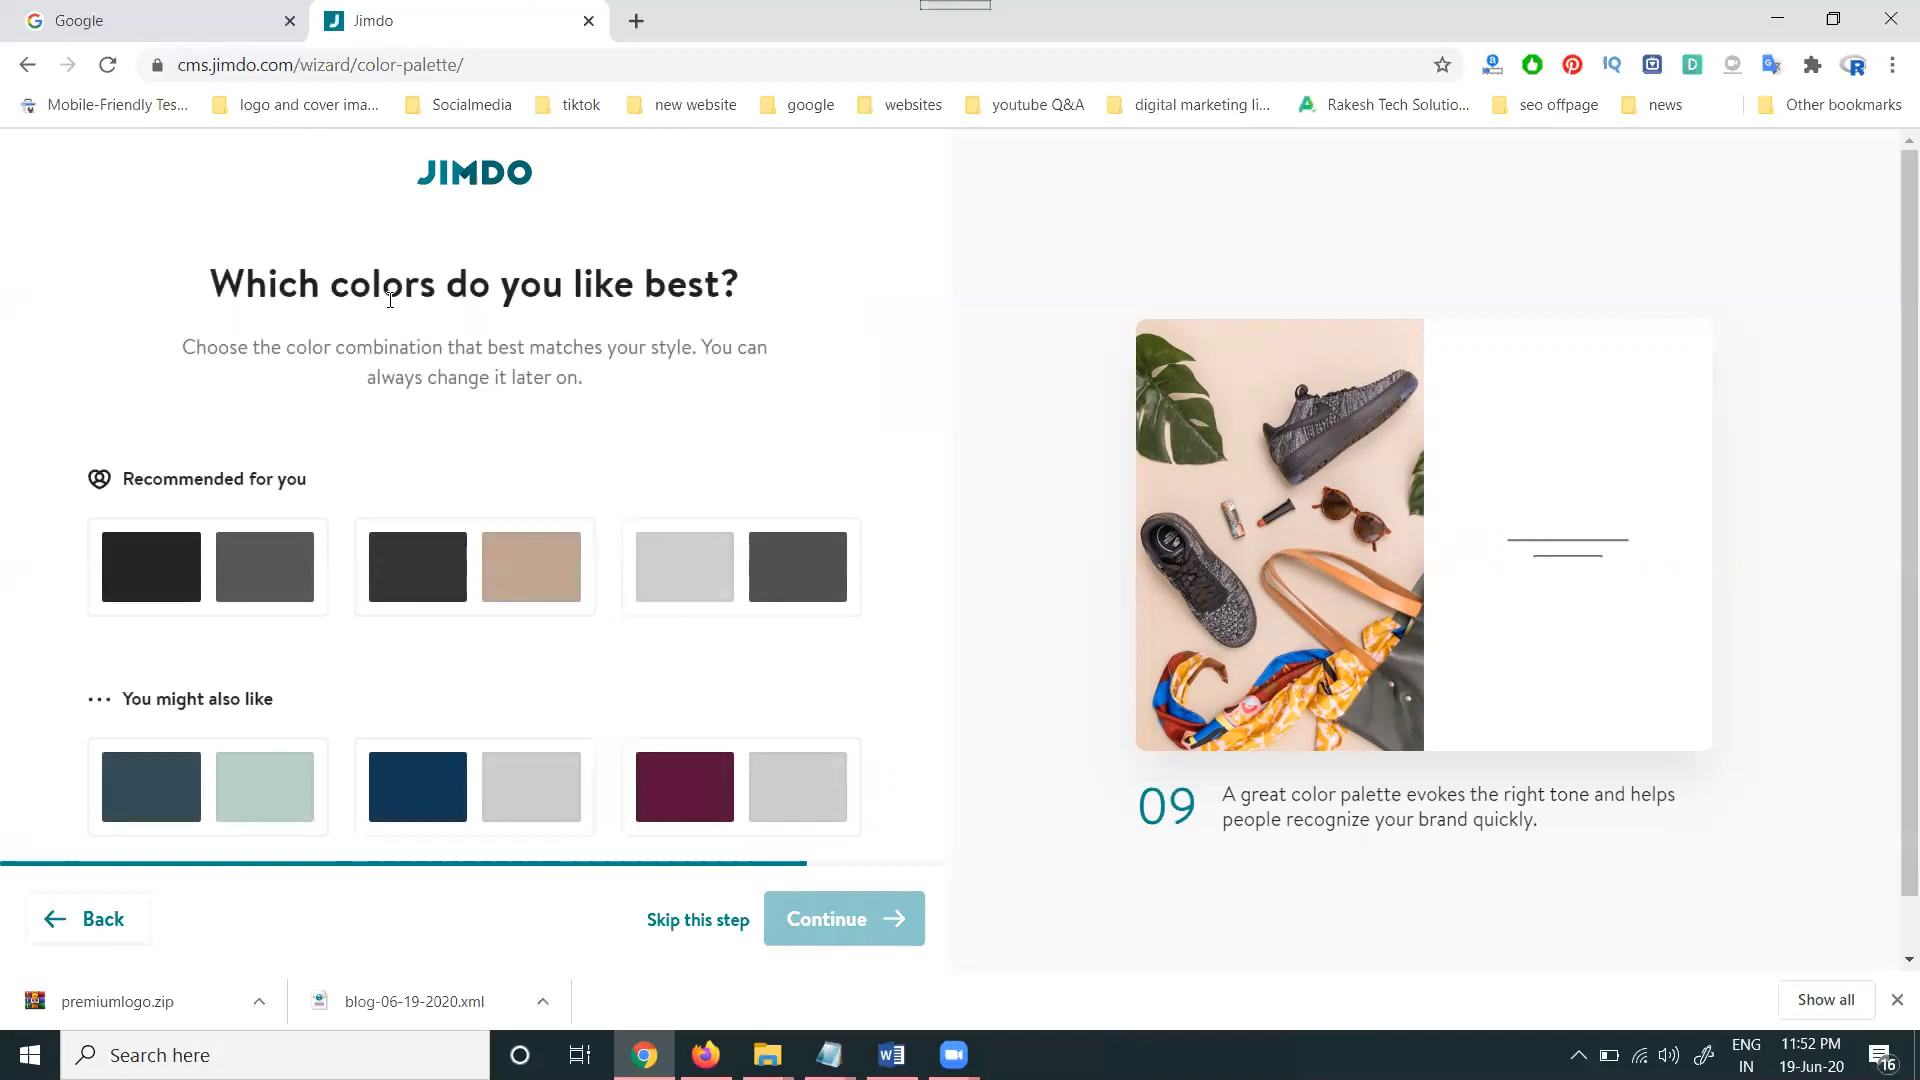 Google
Jimdo
cms.jimdo.com/wizard/color-palette/
Mobile-Friendly Tes...
logo and cover ima...
Socialmedia
tiktok
new website
google
websites
youtube Q&A
digital marketing li...
Rakesh Tech Solutio...
seo offpage
news
Other bookmarks
JIMDO
Which colors do you like best?
Choose the color combination that best matches your style. You can
always change it later on.
Recommended for you
You might also like
09
A great color palette evokes the right tone and helps
people recognize your brand quickly.
Back
Skip this step
Continue
premiumlogo.zip
blog-06-19-2020.xml
Show all
Search here
ENG
IN
11:52 PM
19-Jun-20
16